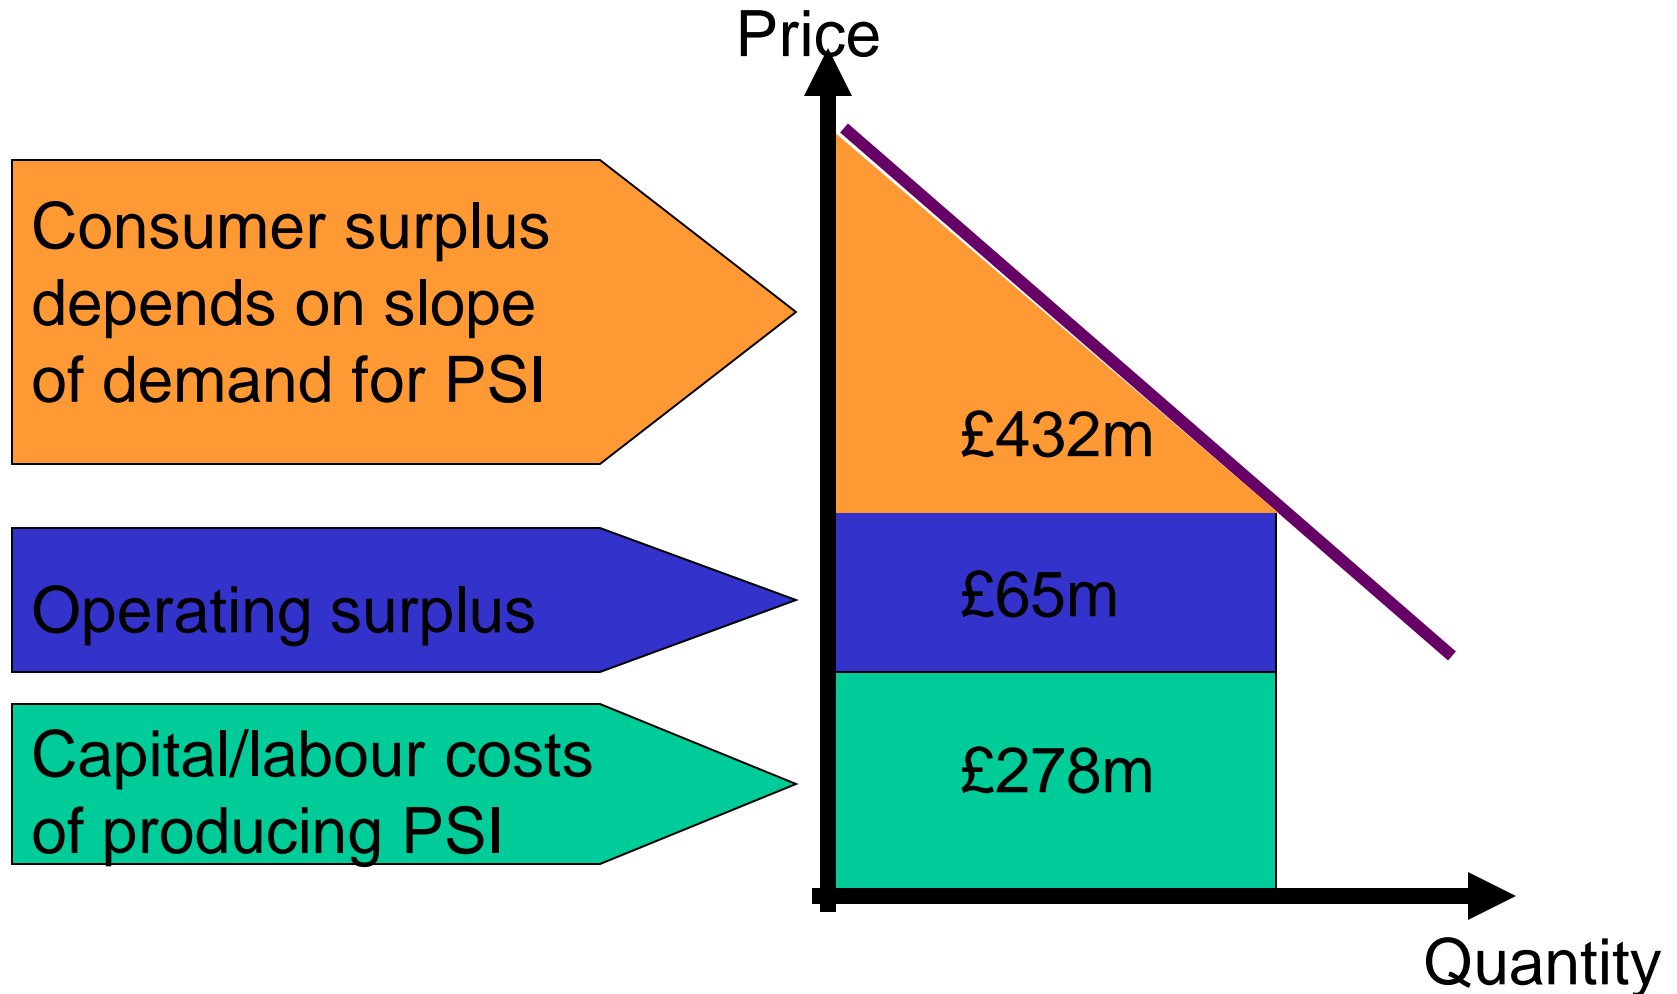 Price
Consumer surplus
depends on slope
of demand for PSI
£432m
Operating surplus
£65m
Capital/labour costs
of producing PSI
£278m
Quantity